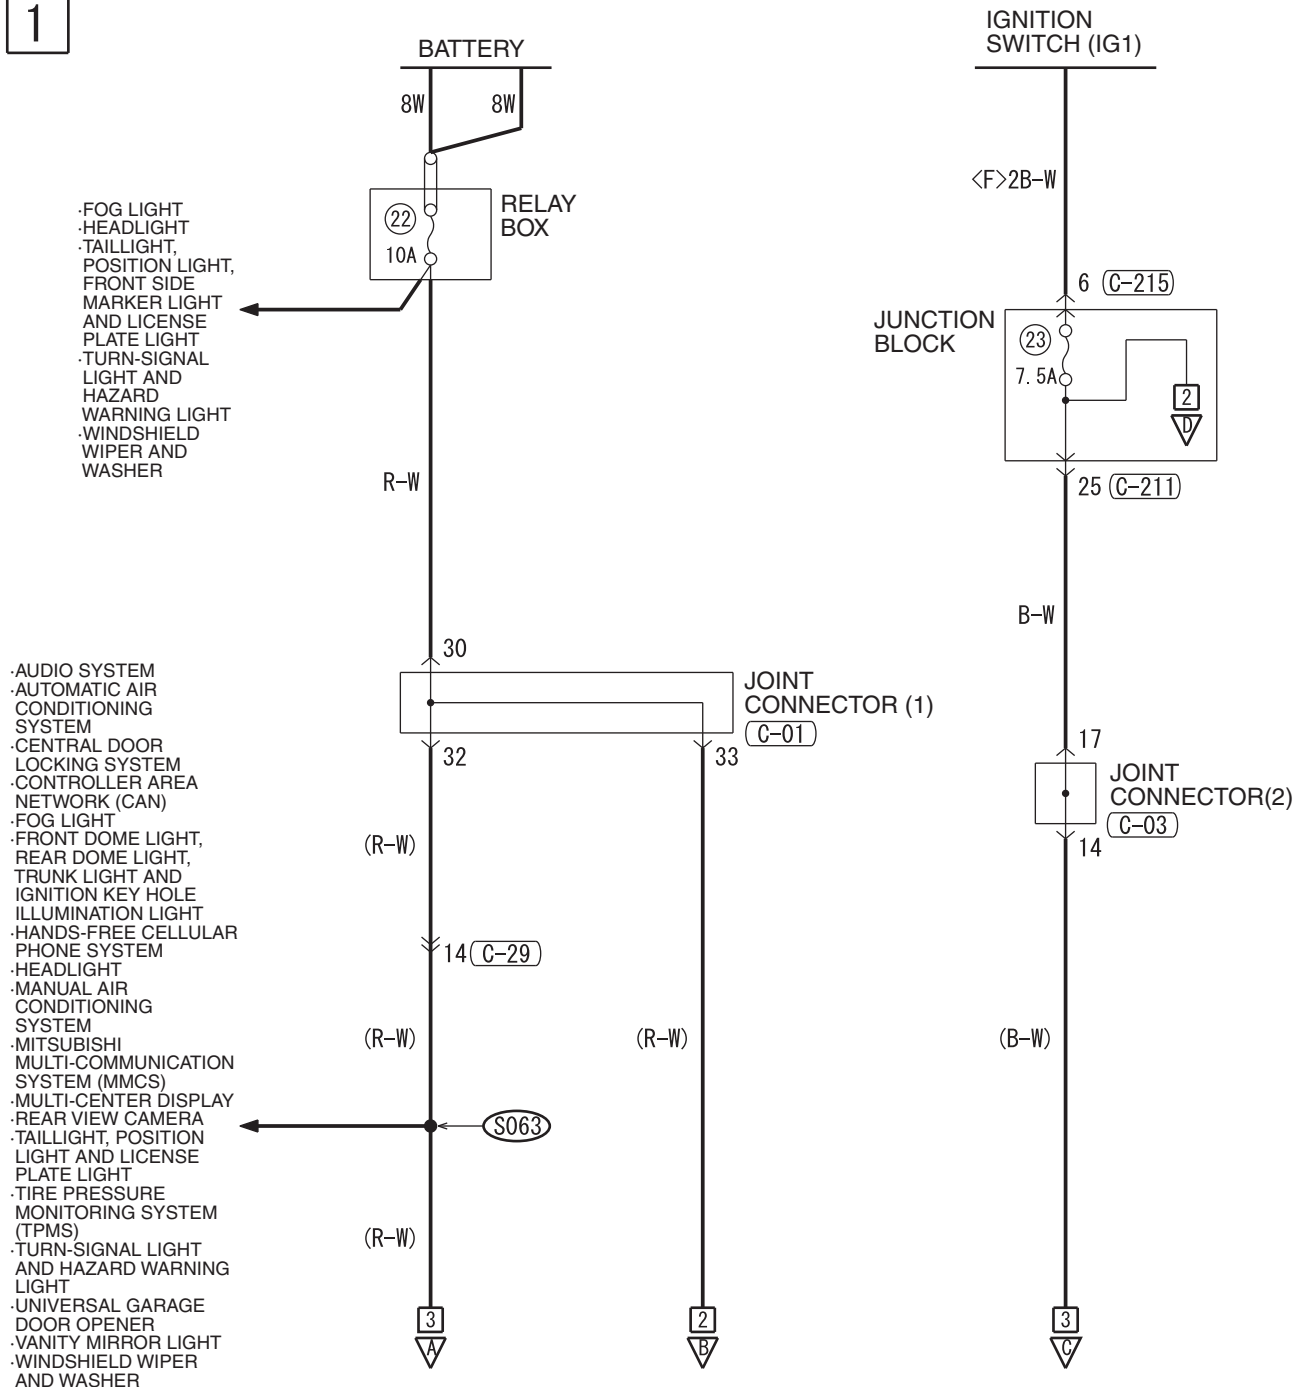 1
BATTERY
IGNITION
SWITCH (IG1)
8W
8W
<F>2B-W
·FOG LIGHT
·HEADLIGHT
·TAILLIGHT,
POSITION LIGHT,
FRONT SIDE
MARKER LIGHT
AND LICENSE
PLATE LIGHT
·TURN-SIGNAL
LIGHT AND
HAZARD
WARNING LIGHT
·WINDSHIELD
WIPER AND
WASHER
22
10A
RELAY
BOX
6 C-215
JUNCTION
BLOCK
23
7.5A
2
D
25 C-211
R-W
B-W
30
JOINT
CONNECTOR (1)
C-01
32
33
17
JOINT
CONNECTOR(2)
C-03
14
·AUDIO SYSTEM
·AUTOMATIC AIR
CONDITIONING
SYSTEM
·CENTRAL DOOR
LOCKING SYSTEM
·CONTROLLER AREA
NETWORK (CAN)
·FOG LIGHT
·FRONT DOME LIGHT,
REAR DOME LIGHT,
TRUNK LIGHT AND
IGNITION KEY HOLE
ILLUMINATION LIGHT
·HANDS-FREE CELLULAR
PHONE SYSTEM
·HEADLIGHT
·MANUAL AIR
CONDITIONING
SYSTEM
·MITSUBISHI
MULTI-COMMUNICATION
SYSTEM (MMCS)
·MULTI-CENTER DISPLAY
·REAR VIEW CAMERA
·TAILLIGHT, POSITION
LIGHT AND LICENSE
PLATE LIGHT
·TIRE PRESSURE
MONITORING SYSTEM
(TPMS)
·TURN-SIGNAL LIGHT
AND HAZARD WARNING
LIGHT
·UNIVERSAL GARAGE
DOOR OPENER
·VANITY MIRROR LIGHT
·WINDSHIELD WIPER
AND WASHER
(R-W)
14 C-29
(R-W)
(R-W)
(B-W)
S063
(R-W)
3
A
2
B
3
C